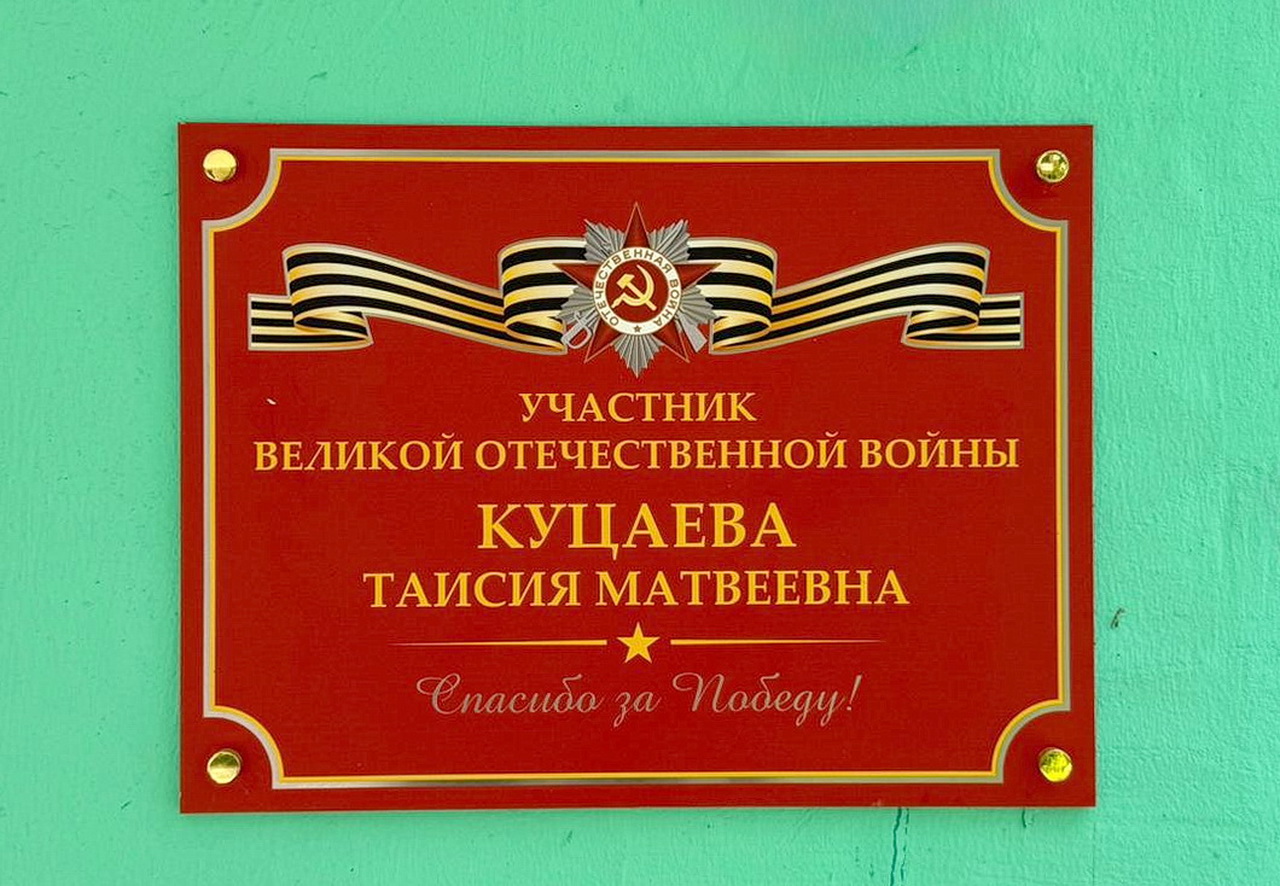 ОТЕЧЕСТВЕННАЯ ВОЙНА
УЧАСТНИК
ВЕЛИКОЙ ОТЕЧЕСТВЕННОЙ ВОЙНЫ
КУЦАЕВА
ТАИСИЯ МАТВЕЕВНА
Спасибо за Победу!